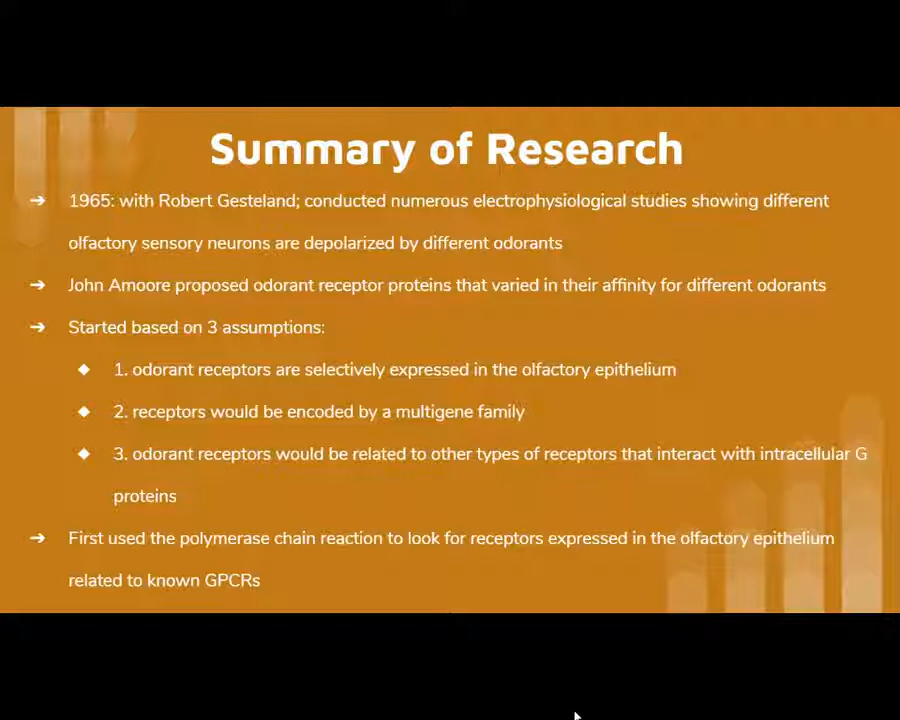 Summary of Research
➔ 1965: with Robert Gesteland; conducted numerous electrophysiological studies showing different
olfactory sensory neurons are depolarized by different odorants
➔ John Amoore proposed odorant receptor proteins that varied in their affinity for different odorants
➔ Started based on 3 assumptions:
◆ 1. odorant receptors are selectively expressed in the olfactory epithelium
◆ 2. receptors would be encoded by a multigene family
◆ 3. odorant receptors would be related to other types of receptors that interact with intracellular G
proteins
➔ First used the polymerase chain reaction to look for receptors expressed in the olfactory epithelium
related to known GPCRs